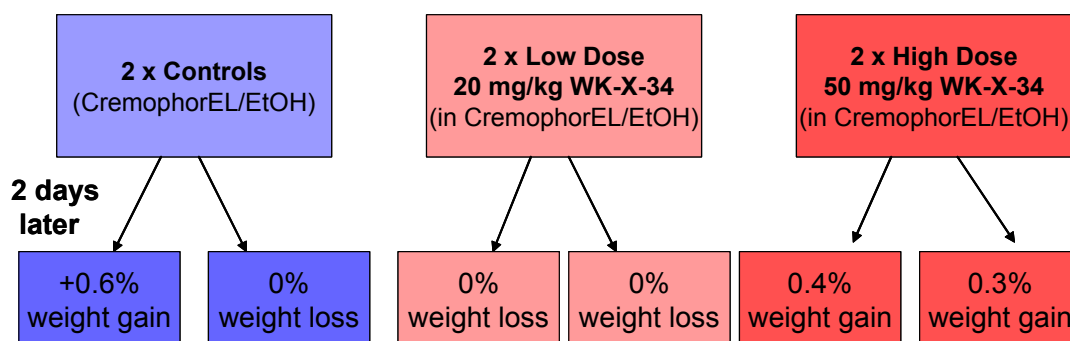 2 x Controls
(CremophorEL/EtOH)
2 x Low Dose
20 mg/kg WK-X-34
(in CremophorEL/EtOH)
2 x High Dose
50 mg/kg WK-X-34
(in CremophorEL/EtOH)
2 days
later
+0.6%
weight gain
0%
weight loss
0%
weight loss
0%
weight loss
0.4%
weight gain
0.3%
weight gain